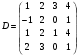 D =
1 2 3 4
-1 2 0 1
1 2 1 4
2 3 0 1